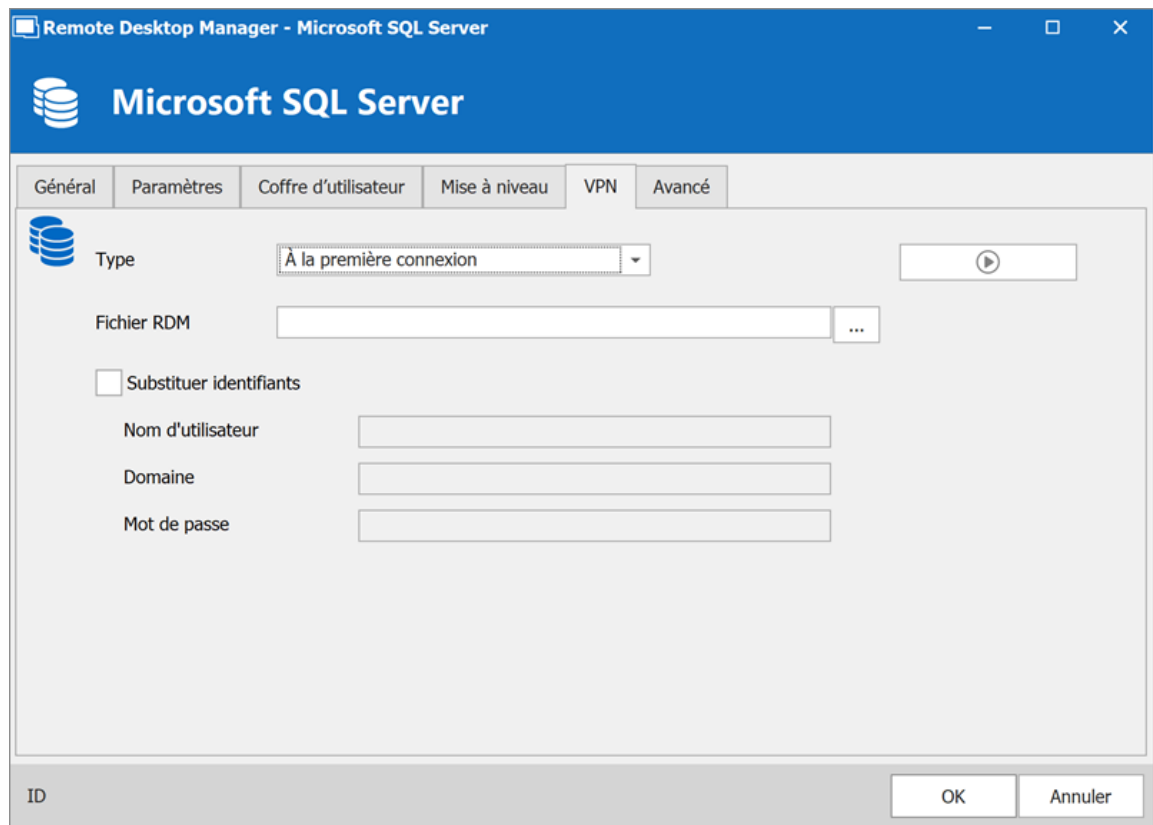 Remote Desktop Manager - Microsoft SQL Server
Microsoft SQL Server
Général Paramètres Coffre d’utilisateur Mise à niveau VPN Avancé
Type À la première connexion
Fichier RDM ...
Substituer identifiants
Nom d'utilisateur
Domaine
Mot de passe
ID OK Annuler